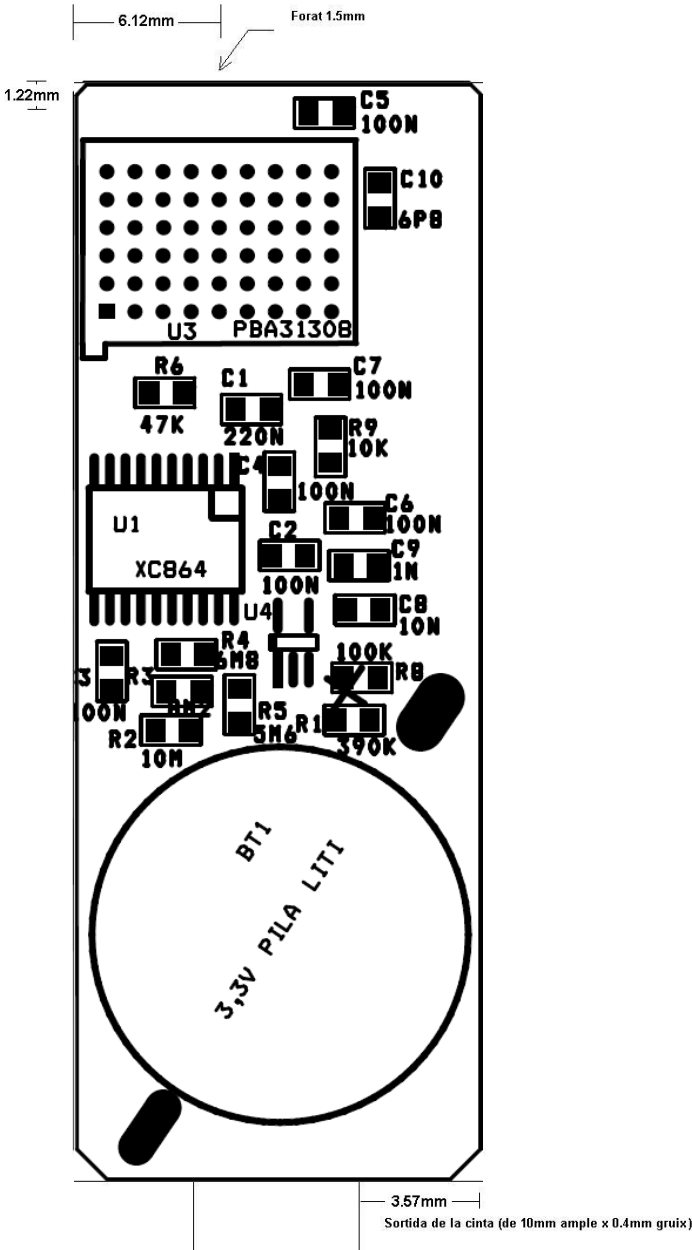 6.12mm
Forat 1.5mm
1.22mm
C5
100N
C10
6P8
U3 PBA31308
R6
47K
C1
220N
C7
100N
R9
10K
C4
100N
C6
100N
U1
XC864
C2
100N
C9
1N
C8
10N
U4
R4
6M8
100K
R8
3
R3
00N
R5
5M6
R1
390K
R2
10M
BT1
3,3V PILA LITI
3.57mm
Sortida de la cinta (de 10mm ample x 0.4mm gruix)